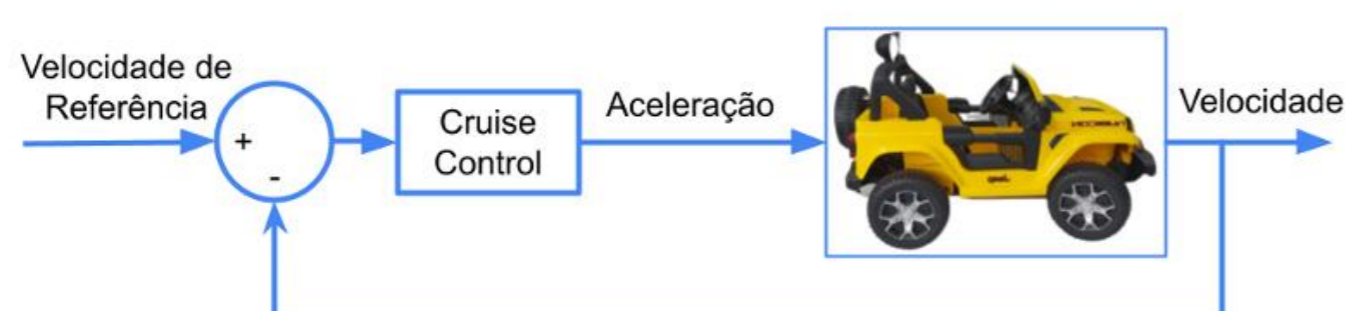 Velocidade de
Referência
+
-
Cruise
Control
Aceleração
Velocidade